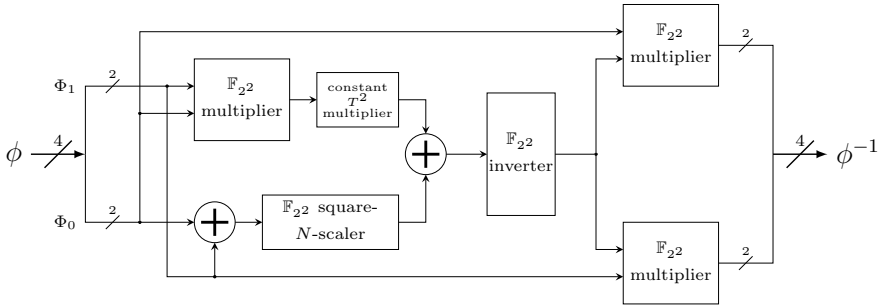 𝔽₂² multiplier
2
2
Φ₁
𝔽₂² multiplier
constant T² multiplier
ϕ
4
𝔽₂² inverter
4
ϕ⁻¹
Φ₀
2
𝔽₂² square-N-scaler
𝔽₂² multiplier
2